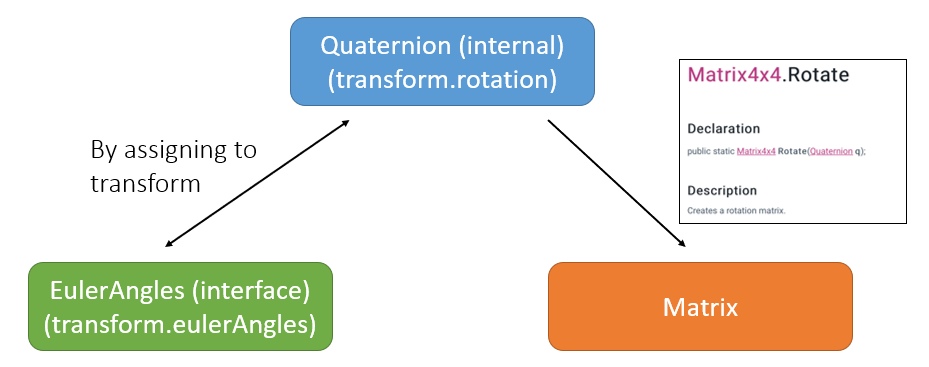 Quaternion (internal)
(transform.rotation)
Matrix4x4.Rotate
Declaration
public static Matrix4x4 Rotate(Quaternion q);
Description
Creates a rotation matrix.
By assigning to
transform
EulerAngles (interface)
(transform.eulerAngles)
Matrix